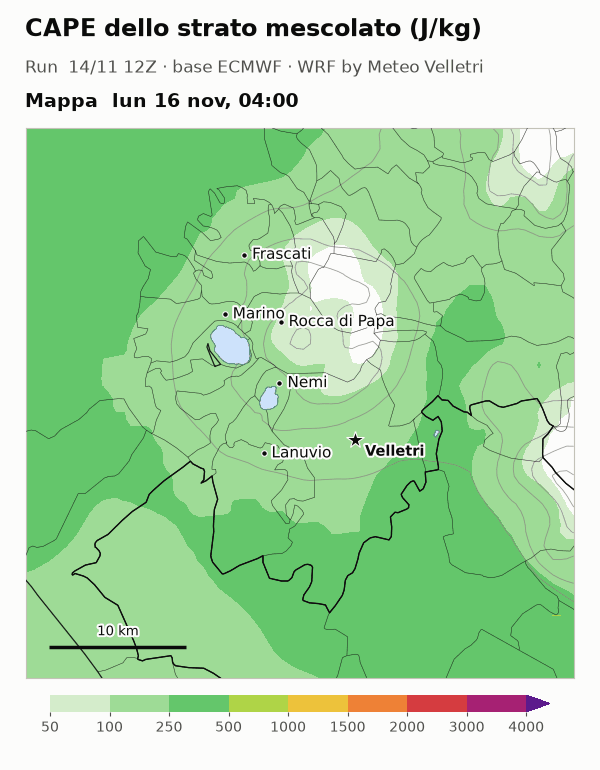 CAPE dello strato mescolato (J/kg)
Run  14/11 12Z · base ECMWF · WRF by Meteo Velletri
Mappa  lun 16 nov, 04:00
Frascati
Marino
Rocca di Papa
Nemi
Velletri
Lanuvio
10 km
50 100 250 500 1000 1500 2000 3000 4000